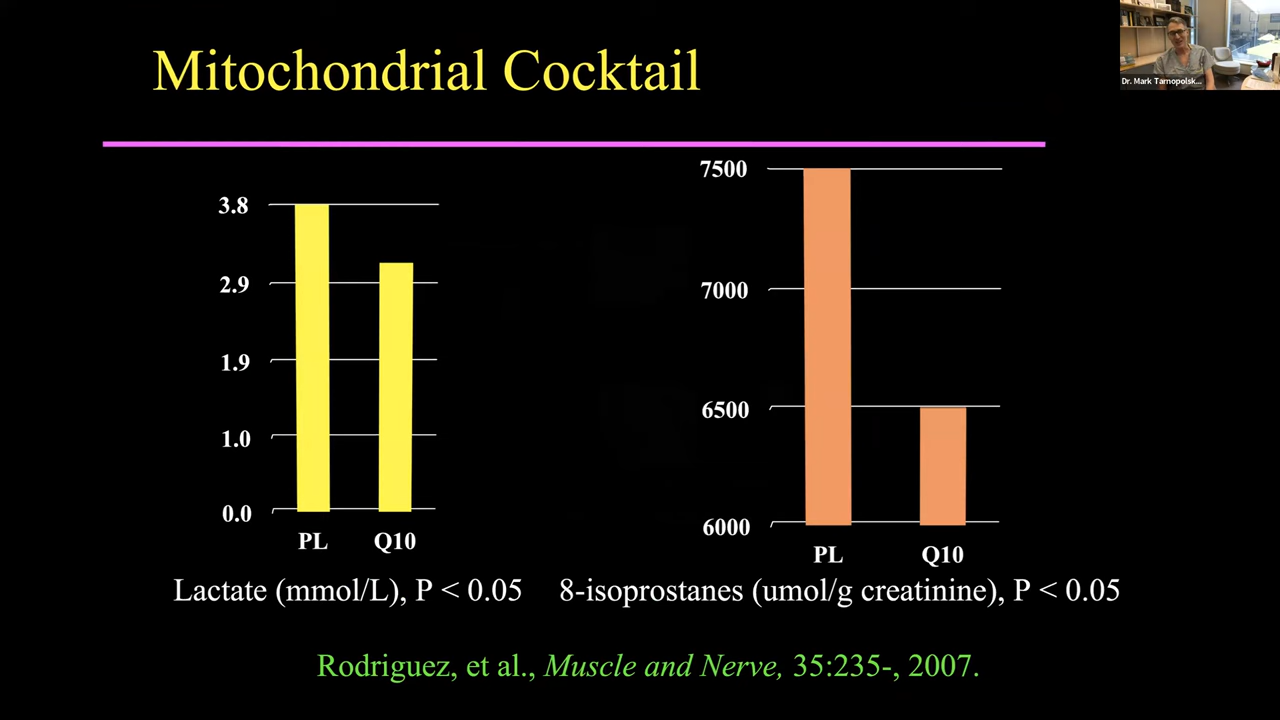 Mitochondrial Cocktail
Dr. Mark Tarnopolsk...
3.8
2.9
1.9
1.0
0.0
PL Q10
Lactate (mmol/L), P < 0.05
7500
7000
6500
6000
PL Q10
8-isoprostanes (umol/g creatinine), P < 0.05
Rodriguez, et al., Muscle and Nerve, 35:235-, 2007.